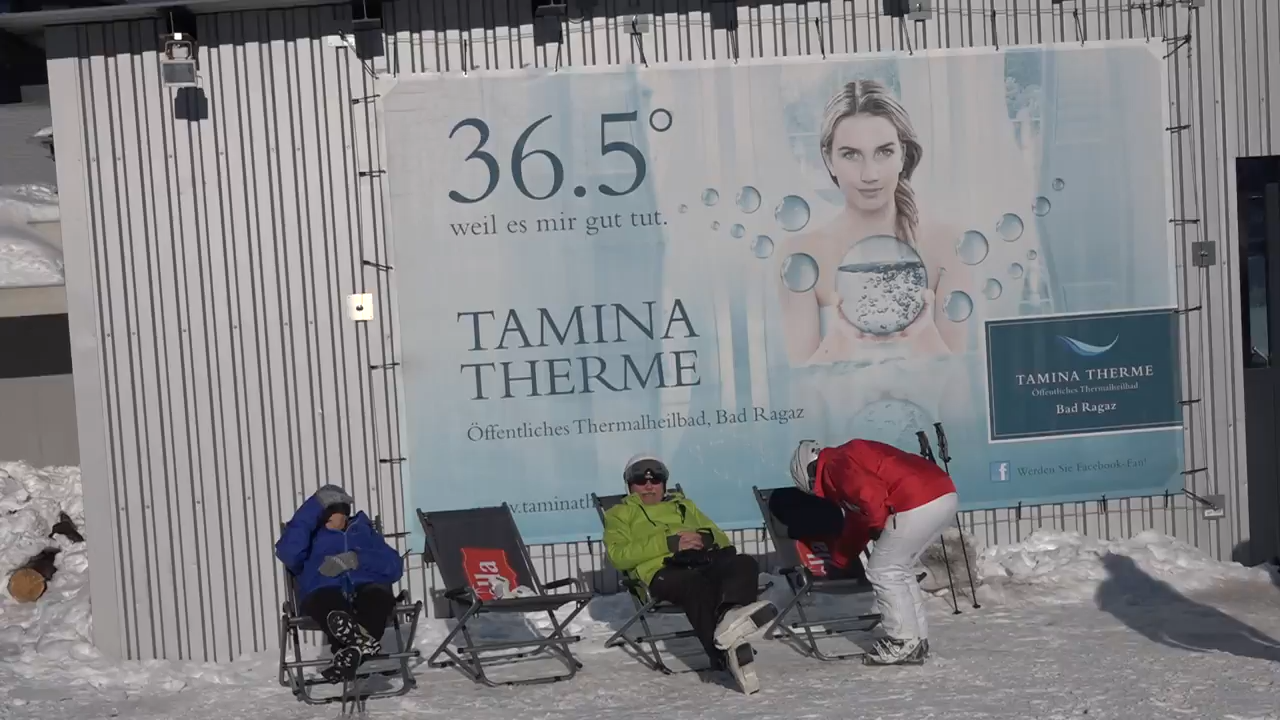 36.5°
weil es mir gut tut.
TAMINA
THERME
Öffentliches Thermalheilbad, Bad Ragaz
TAMINA THERME
Öffentliches Thermalheilbad
Bad Ragaz
f Werden Sie Facebook-Fan!